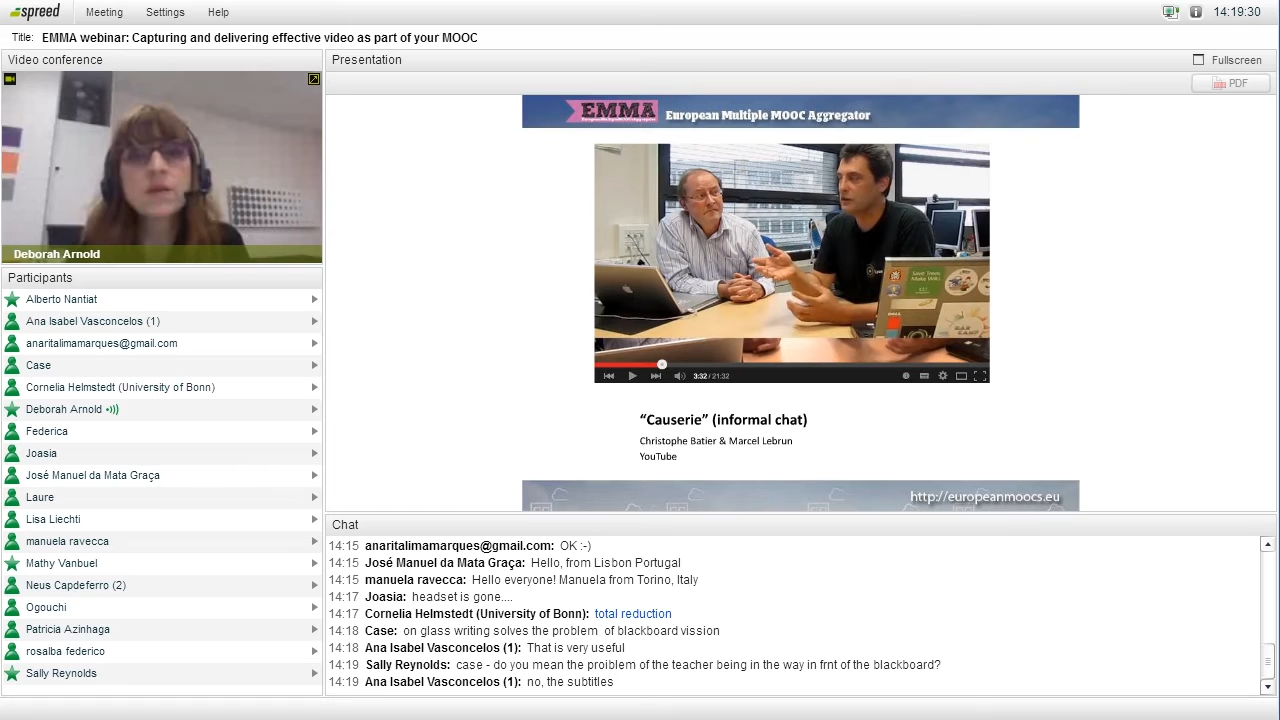 spreed Meeting Settings Help 14:19:30
Title: EMMA webinar: Capturing and delivering effective video as part of your MOOC
Video conference
Deborah Arnold
Participants
Alberto Nantiat
Ana Isabel Vasconcelos (1)
anaritalimamarques@gmail.com
Case
Cornelia Helmstedt (University of Bonn)
Deborah Arnold
Federica
Joasia
José Manuel da Mata Graça
Laure
Lisa Liechti
manuela ravecca
Mathy Vanbuel
Neus Capdeferro (2)
Ogouchi
Patricia Azinhaga
rosalba federico
Sally Reynolds
Presentation Fullscreen
PDF
EMMA European Multiple MOOC Aggregator
3:32 / 21:32
“Causerie” (informal chat)
Christophe Batier & Marcel Lebrun
YouTube
http://europeanmoocs.eu
Chat
14:15 anaritalimamarques@gmail.com: OK :-)
14:15 José Manuel da Mata Graça: Hello, from Lisbon Portugal
14:15 manuela ravecca: Hello everyone! Manuela from Torino, Italy
14:17 Joasia: headset is gone....
14:17 Cornelia Helmstedt (University of Bonn): total reduction
14:18 Case: on glass writing solves the problem of blackboard vission
14:18 Ana Isabel Vasconcelos (1): That is very useful
14:19 Sally Reynolds: case - do you mean the probiem of the teacher being in the way in frnt of the blackboard?
14:19 Ana Isabel Vasconcelos (1): no, the subtitles